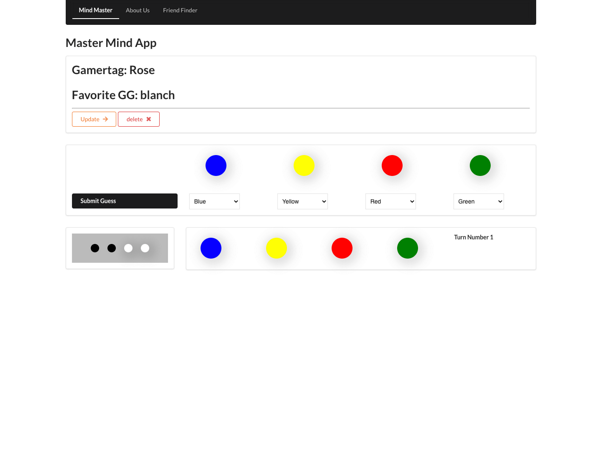 Mind Master About Us Friend Finder
Master Mind App
Gamertag: Rose
Favorite GG: blanch
Update
delete
Submit Guess
Blue Yellow Red Green
Turn Number 1